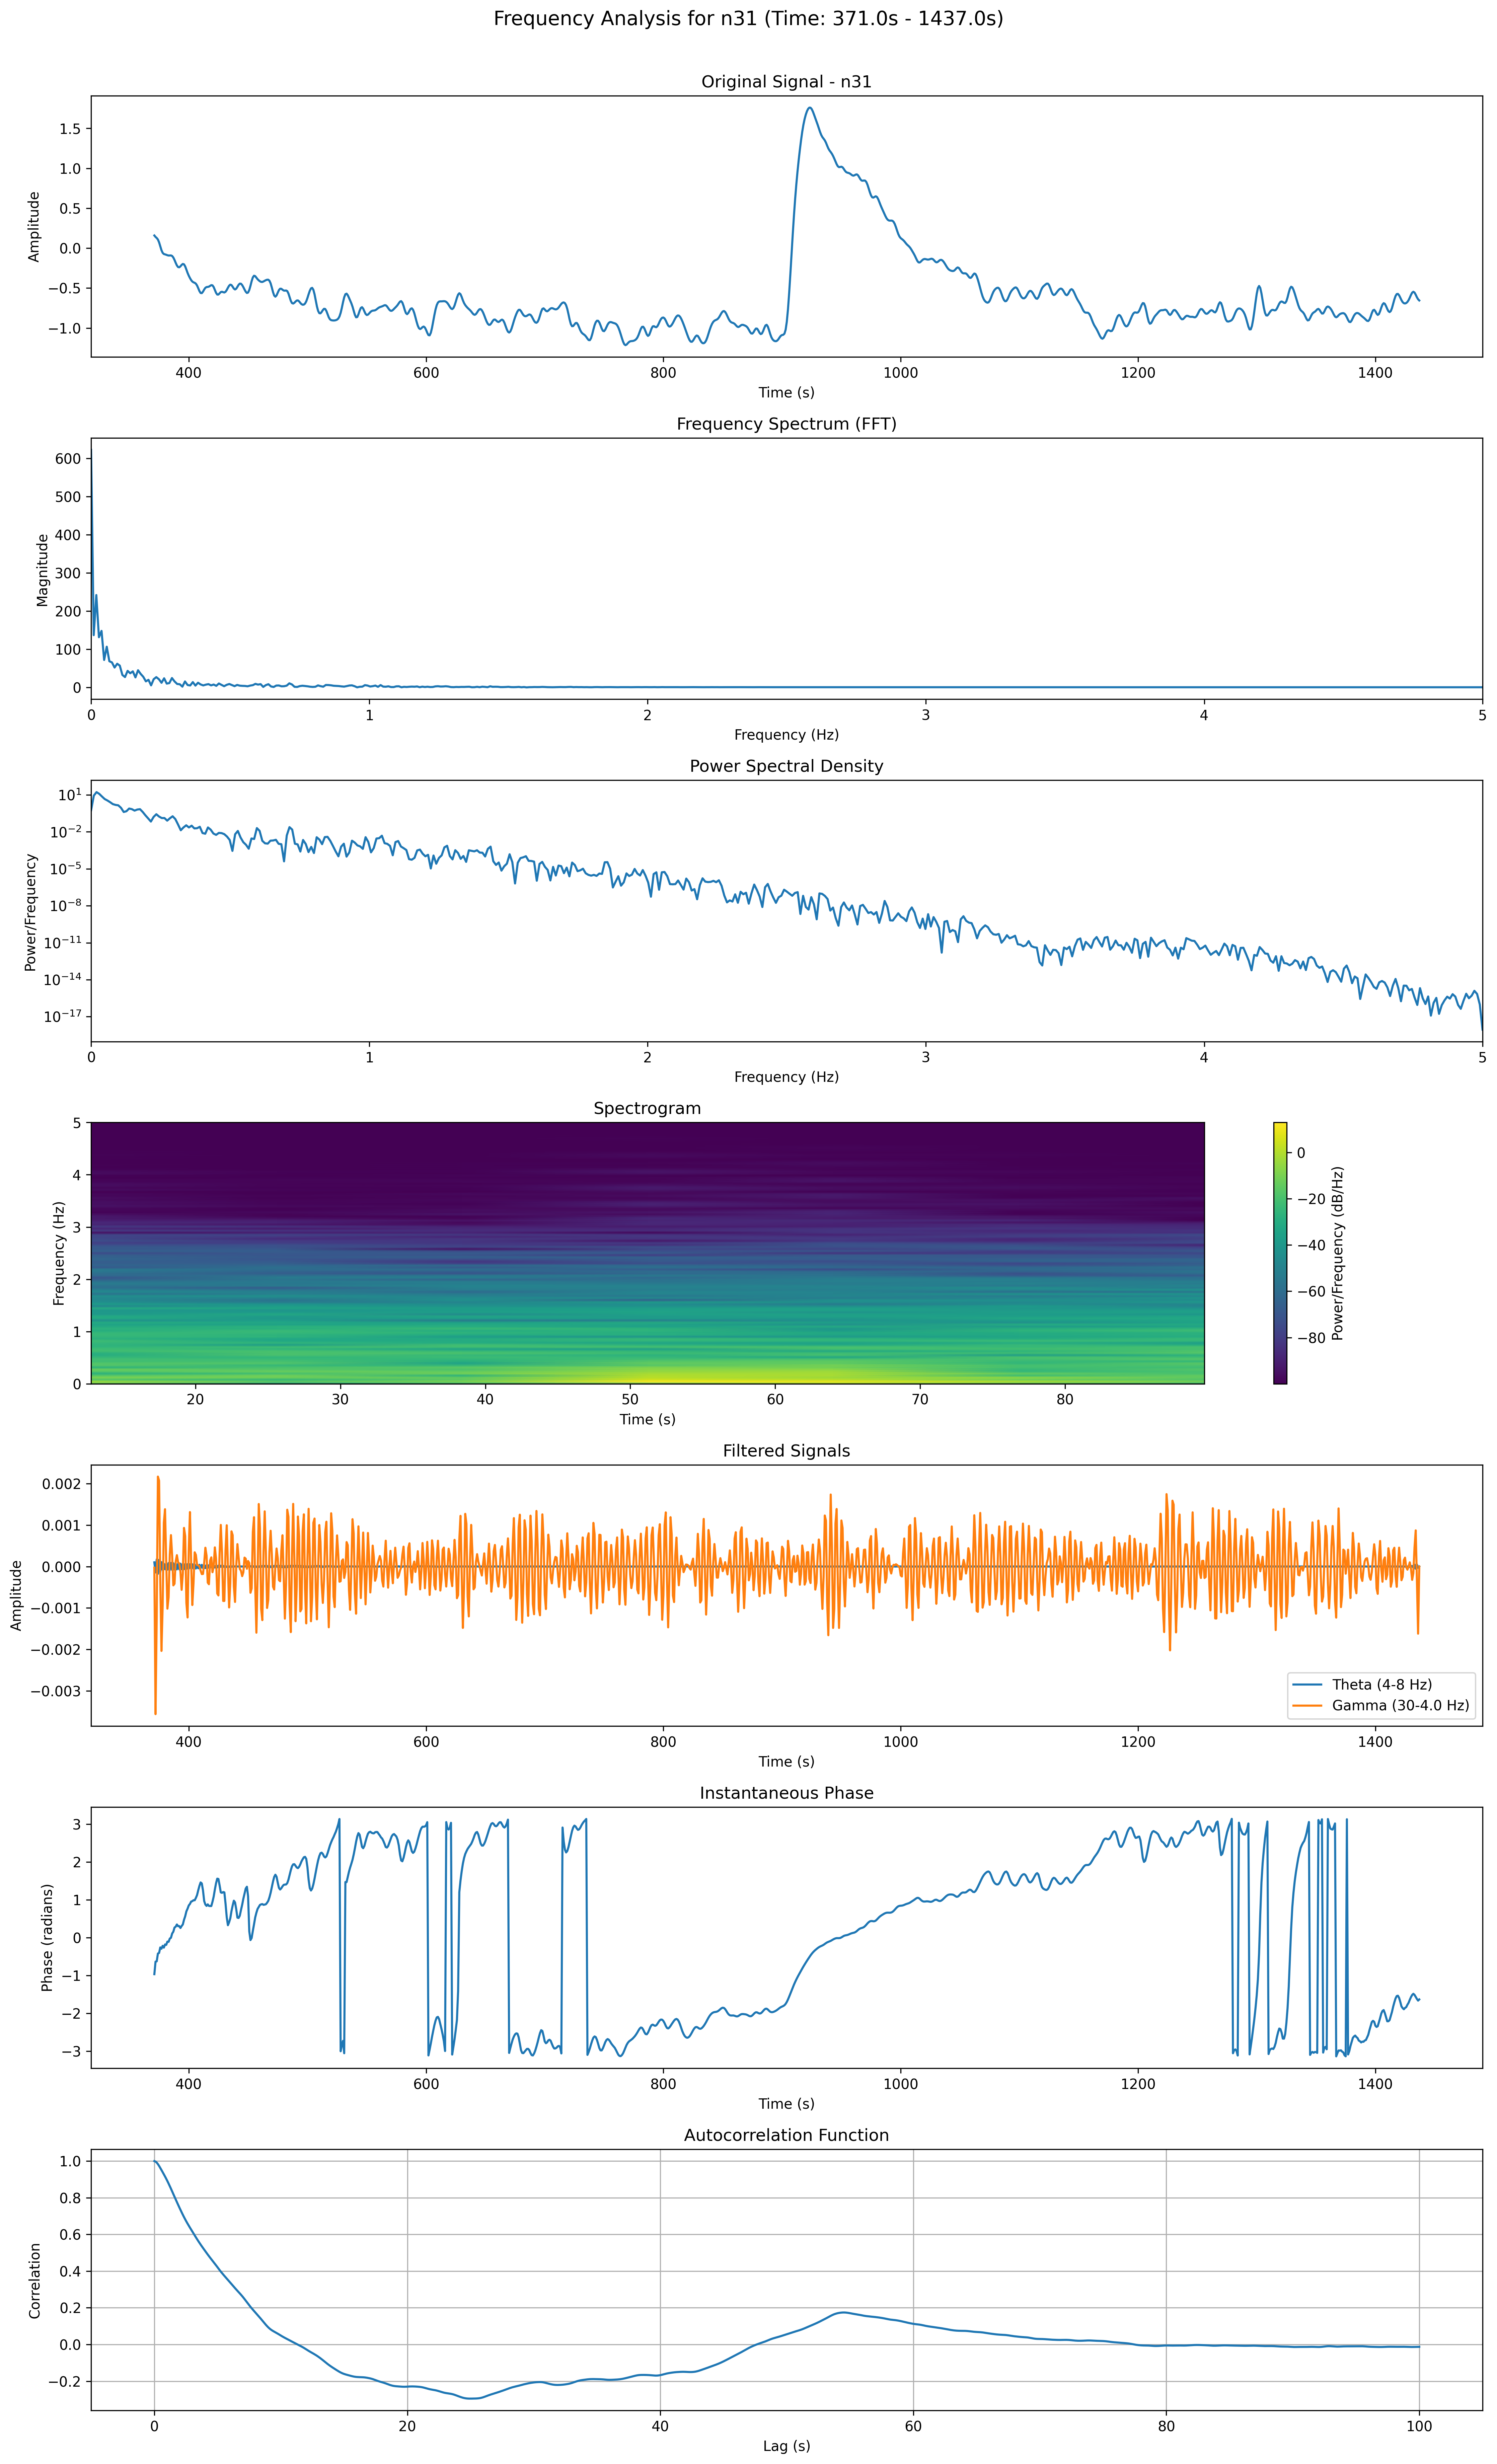 Frequency Analysis for n31 (Time: 371.0s - 1437.0s)
Original Signal - n31
Amplitude
1.5
1.0
0.5
0.0
−0.5
−1.0
400 600 800 1000 1200 1400
Time (s)
Frequency Spectrum (FFT)
Magnitude
600
500
400
300
200
100
0
0 1 2 3 4 5
Frequency (Hz)
Power Spectral Density
Power/Frequency
10¹
10⁻²
10⁻⁵
10⁻⁸
10⁻¹¹
10⁻¹⁴
10⁻¹⁷
0 1 2 3 4 5
Frequency (Hz)
Spectrogram
Frequency (Hz)
5
4
3
2
1
0
20 30 40 50 60 70 80
Time (s)
0
−20
−40
−60
−80
Power/Frequency (dB/Hz)
Filtered Signals
Amplitude
0.002
0.001
0.000
−0.001
−0.002
−0.003
Theta (4-8 Hz)
Gamma (30-4.0 Hz)
400 600 800 1000 1200 1400
Time (s)
Instantaneous Phase
Phase (radians)
3
2
1
0
−1
−2
−3
400 600 800 1000 1200 1400
Time (s)
Autocorrelation Function
Correlation
1.0
0.8
0.6
0.4
0.2
0.0
−0.2
0 20 40 60 80 100
Lag (s)